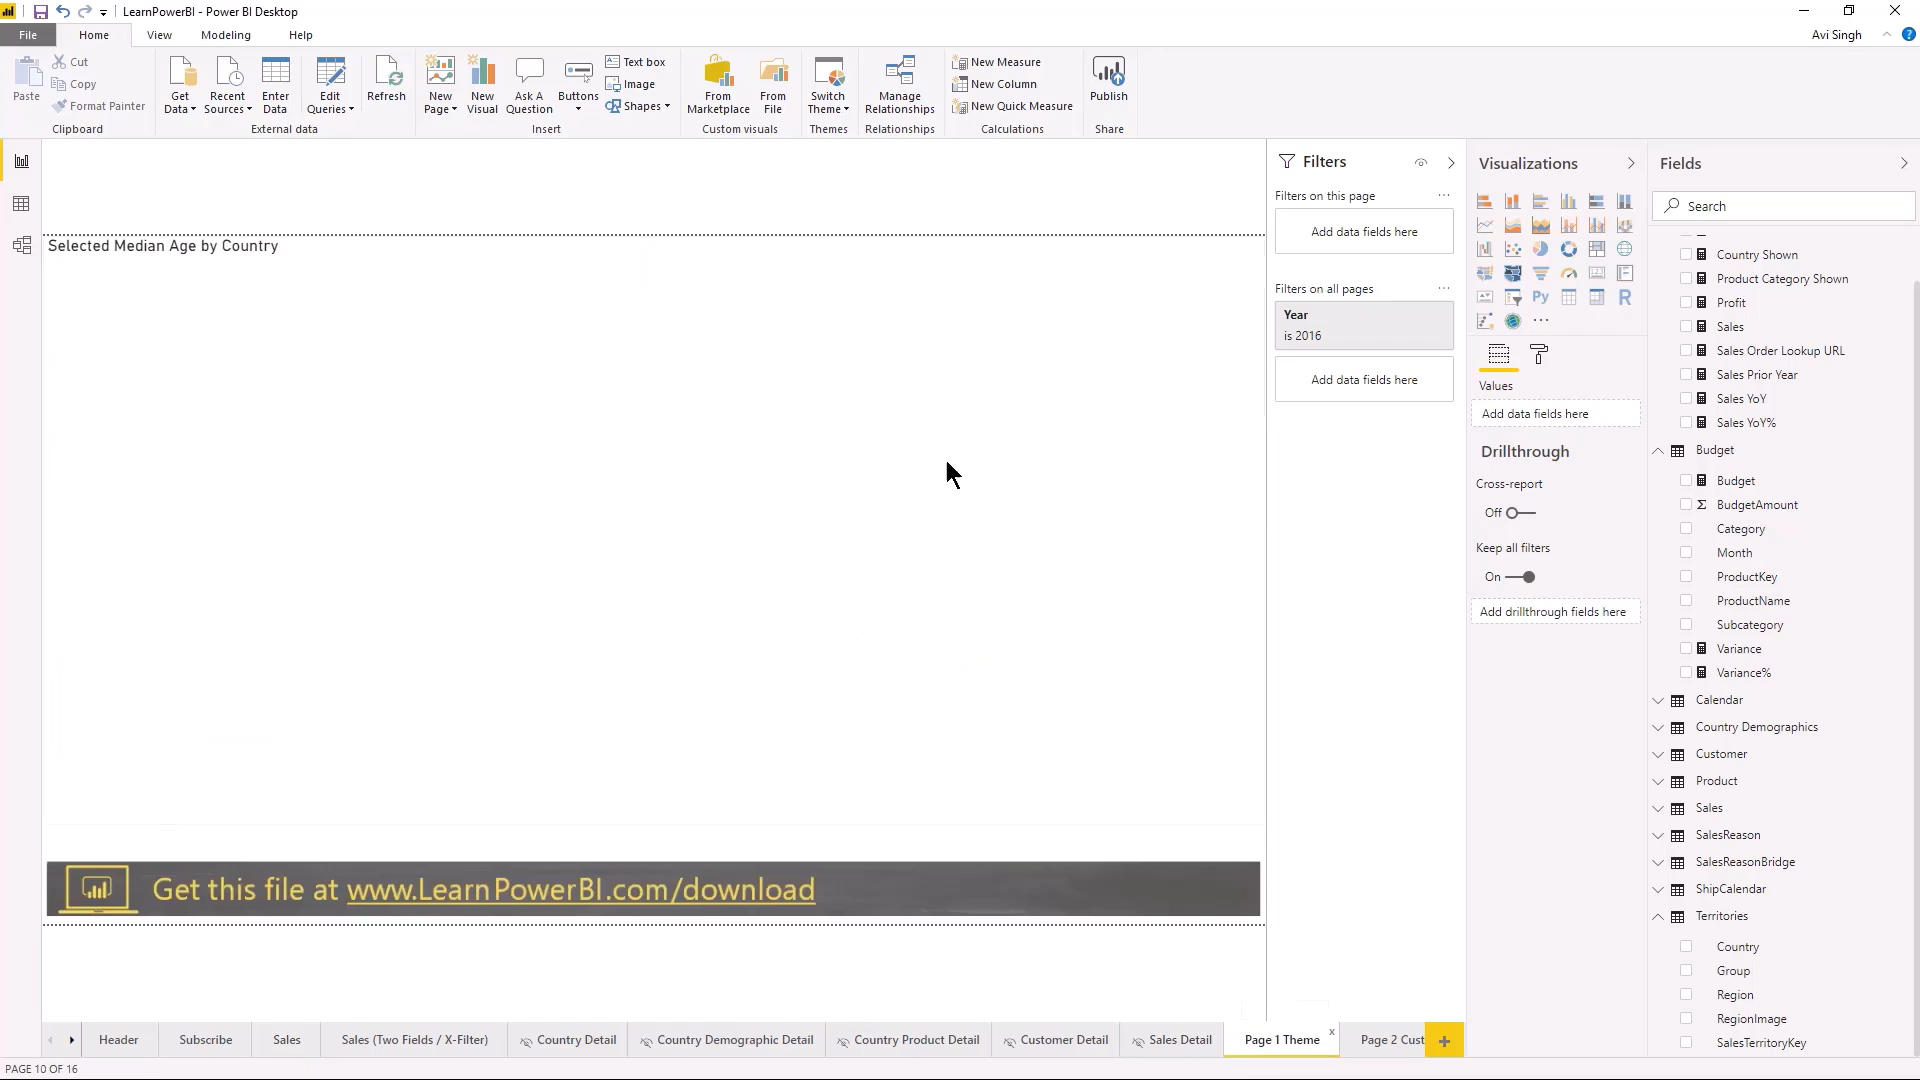 LearnPowerBI - Power BI Desktop
File
Home
View
Modeling
Help
Avi Singh
Paste
Cut
Copy
Format Painter
Clipboard
Get Data
Recent Sources
Enter Data
Edit Queries
Refresh
External data
New Page
New Visual
Ask A Question
Buttons
Text box
Image
Shapes
Insert
From Marketplace
From File
Custom visuals
Switch Theme
Themes
Manage Relationships
Relationships
New Measure
New Column
New Quick Measure
Calculations
Publish
Share
Selected Median Age by Country
Get this file at www.LearnPowerBI.com/download
Filters
Filters on this page
...
Add data fields here
Filters on all pages
...
Year
is 2016
Add data fields here
Visualizations
Py
R
...
Values
Add data fields here
Drillthrough
Cross-report
Off
Keep all filters
On
Add drillthrough fields here
Fields
Search
Country Shown
Product Category Shown
Profit
Sales
Sales Order Lookup URL
Sales Prior Year
Sales YoY
Sales YoY%
Budget
Budget
Σ BudgetAmount
Category
Month
ProductKey
ProductName
Subcategory
Variance
Variance%
Calendar
Country Demographics
Customer
Product
Sales
SalesReason
SalesReasonBridge
ShipCalendar
Territories
Country
Group
Region
RegionImage
SalesTerritoryKey
Header
Subscribe
Sales
Sales (Two Fields / X-Filter)
Country Detail
Country Demographic Detail
Country Product Detail
Customer Detail
Sales Detail
Page 1 Theme
x
Page 2 Cust
+
PAGE 10 OF 16